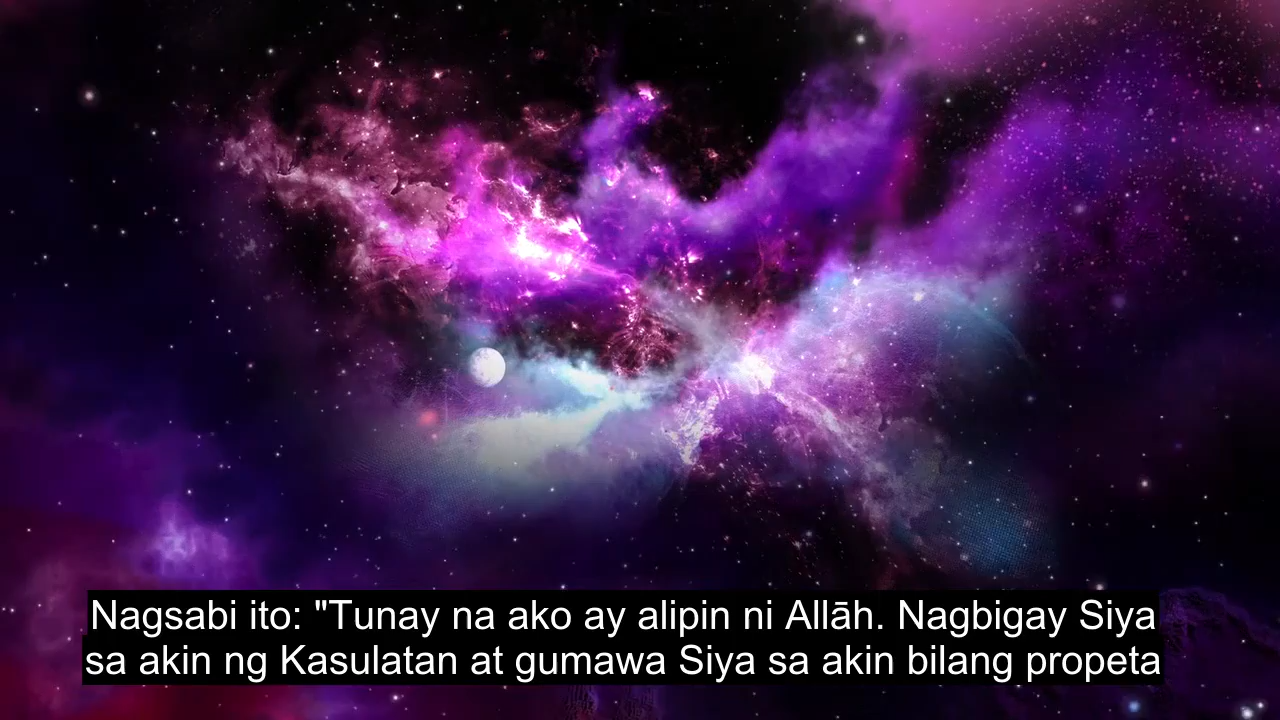 Nagsabi ito: "Tunay na ako ay alipin ni Allāh. Nagbigay Siya
sa akin ng Kasulatan at gumawa Siya sa akin bilang propeta